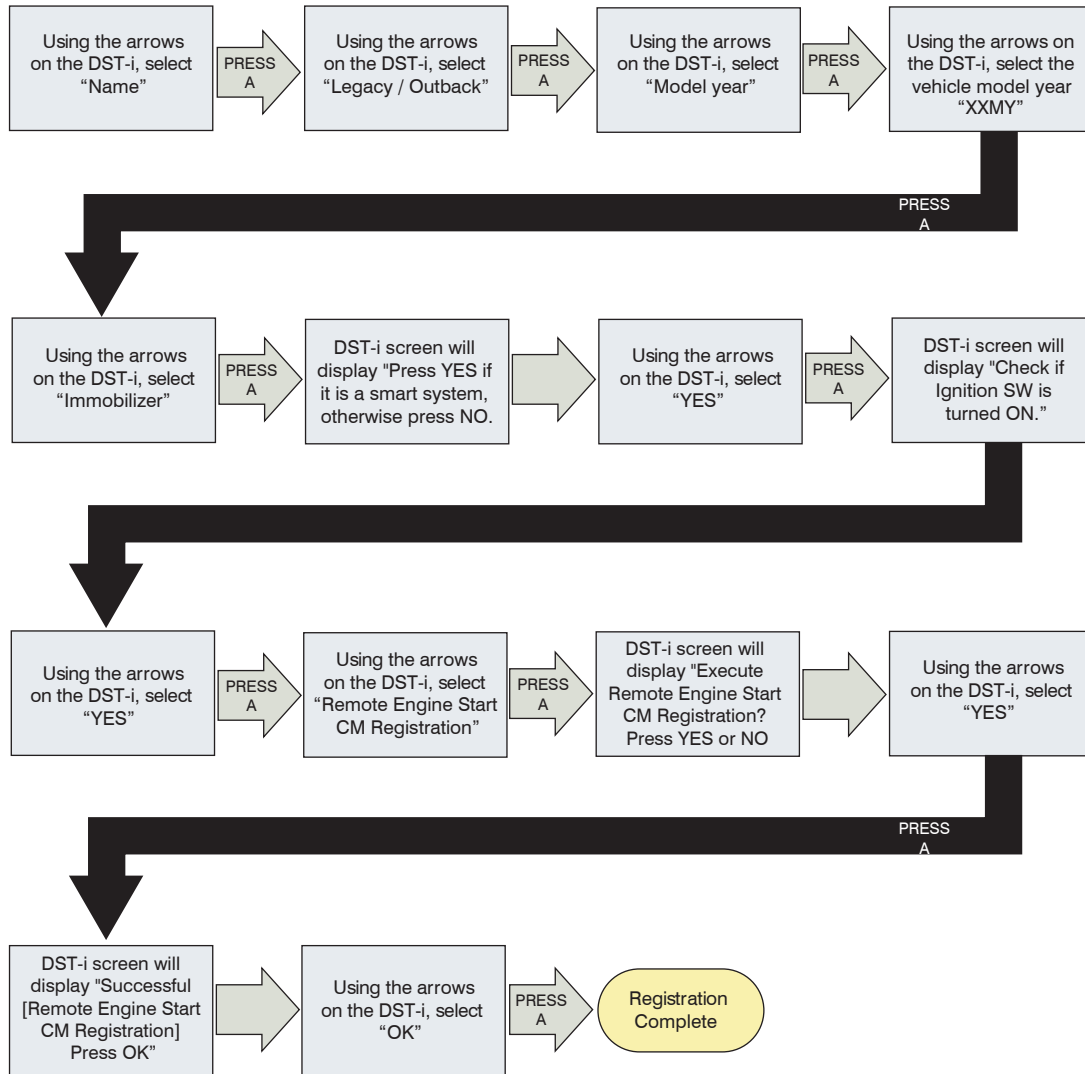 Using the arrows
on the DST-i, select
“Name”
PRESS
A
Using the arrows
on the DST-i, select
“Legacy / Outback”
PRESS
A
Using the arrows
on the DST-i, select
“Model year”
PRESS
A
Using the arrows on
the DST-i, select the
vehicle model year
“XXMY”
PRESS
A
Using the arrows
on the DST-i, select
“Immobilizer”
PRESS
A
DST-i screen will
display "Press YES if
it is a smart system,
otherwise press NO.
Using the arrows
on the DST-i, select
“YES”
PRESS
A
DST-i screen will
display "Check if
Ignition SW is
turned ON.”
Using the arrows
on the DST-i, select
“YES”
PRESS
A
Using the arrows
on the DST-i, select
“Remote Engine Start
CM Registration”
PRESS
A
DST-i screen will
display "Execute
Remote Engine Start
CM Registration?
Press YES or NO
Using the arrows
on the DST-i, select
“YES”
PRESS
A
DST-i screen will
display "Successful
[Remote Engine Start
CM Registration]
Press OK”
Using the arrows
on the DST-i, select
“OK”
PRESS
A
Registration
Complete